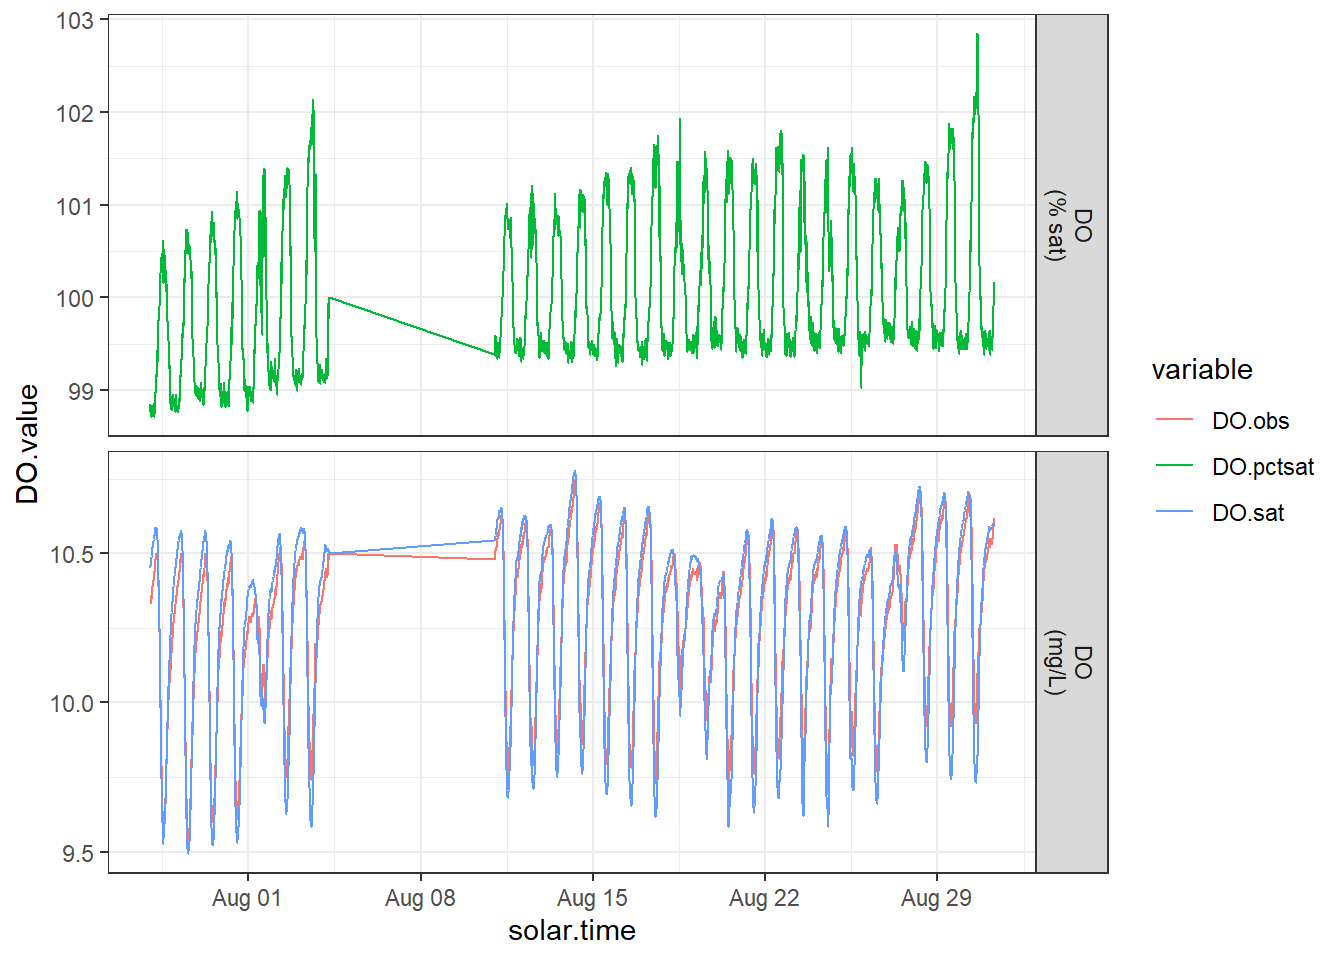 103
102
101
100
99
DO
(% sat)
10.5
10.0
9.5
DO
(mg/L)
DO.value
Aug 01
Aug 08
Aug 15
Aug 22
Aug 29
solar.time
variable
DO.obs
DO.pctsat
DO.sat